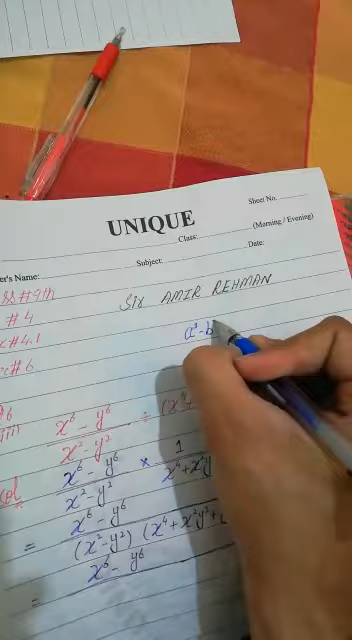 Sheet No.
UNIQUE
Class: (Morning / Evening)
er's Name: Subject: Date:
SS # 9th
Sir AMIR REHMAN
# 4
# 4.1
# 6
a³-b
x⁶ - y⁶ / x² - y² ÷ (x⁴
Sol x⁶ - y⁶ / x² - y² × 1 / x⁴ + x²y
= x⁶ - y⁶ / (x² - y²) (x⁴ + x²y² +
= x⁶ - y⁶